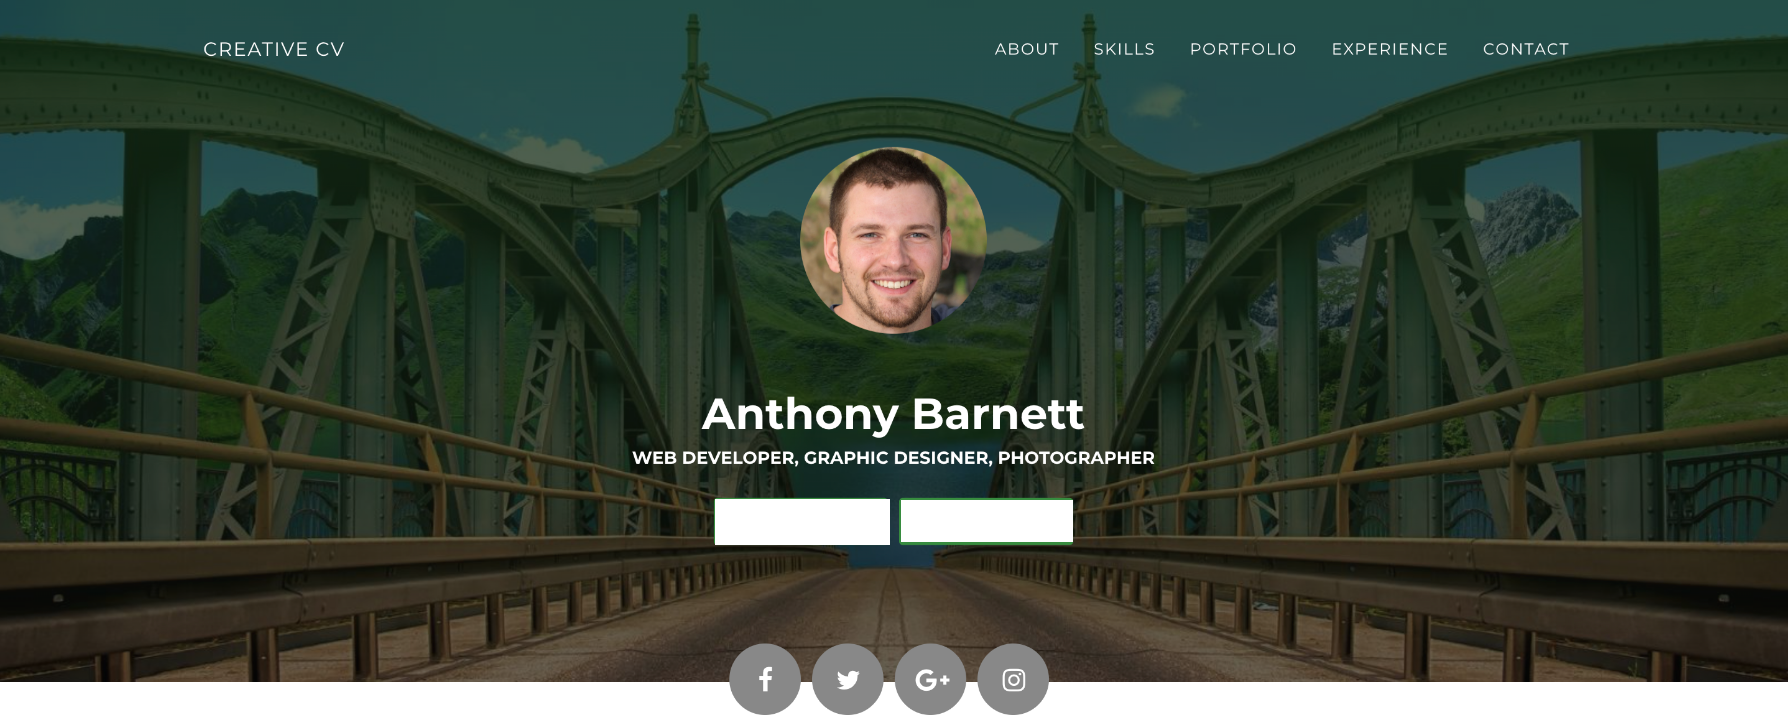 CREATIVE CV
ABOUT SKILLS PORTFOLIO EXPERIENCE CONTACT
Anthony Barnett
WEB DEVELOPER, GRAPHIC DESIGNER, PHOTOGRAPHER